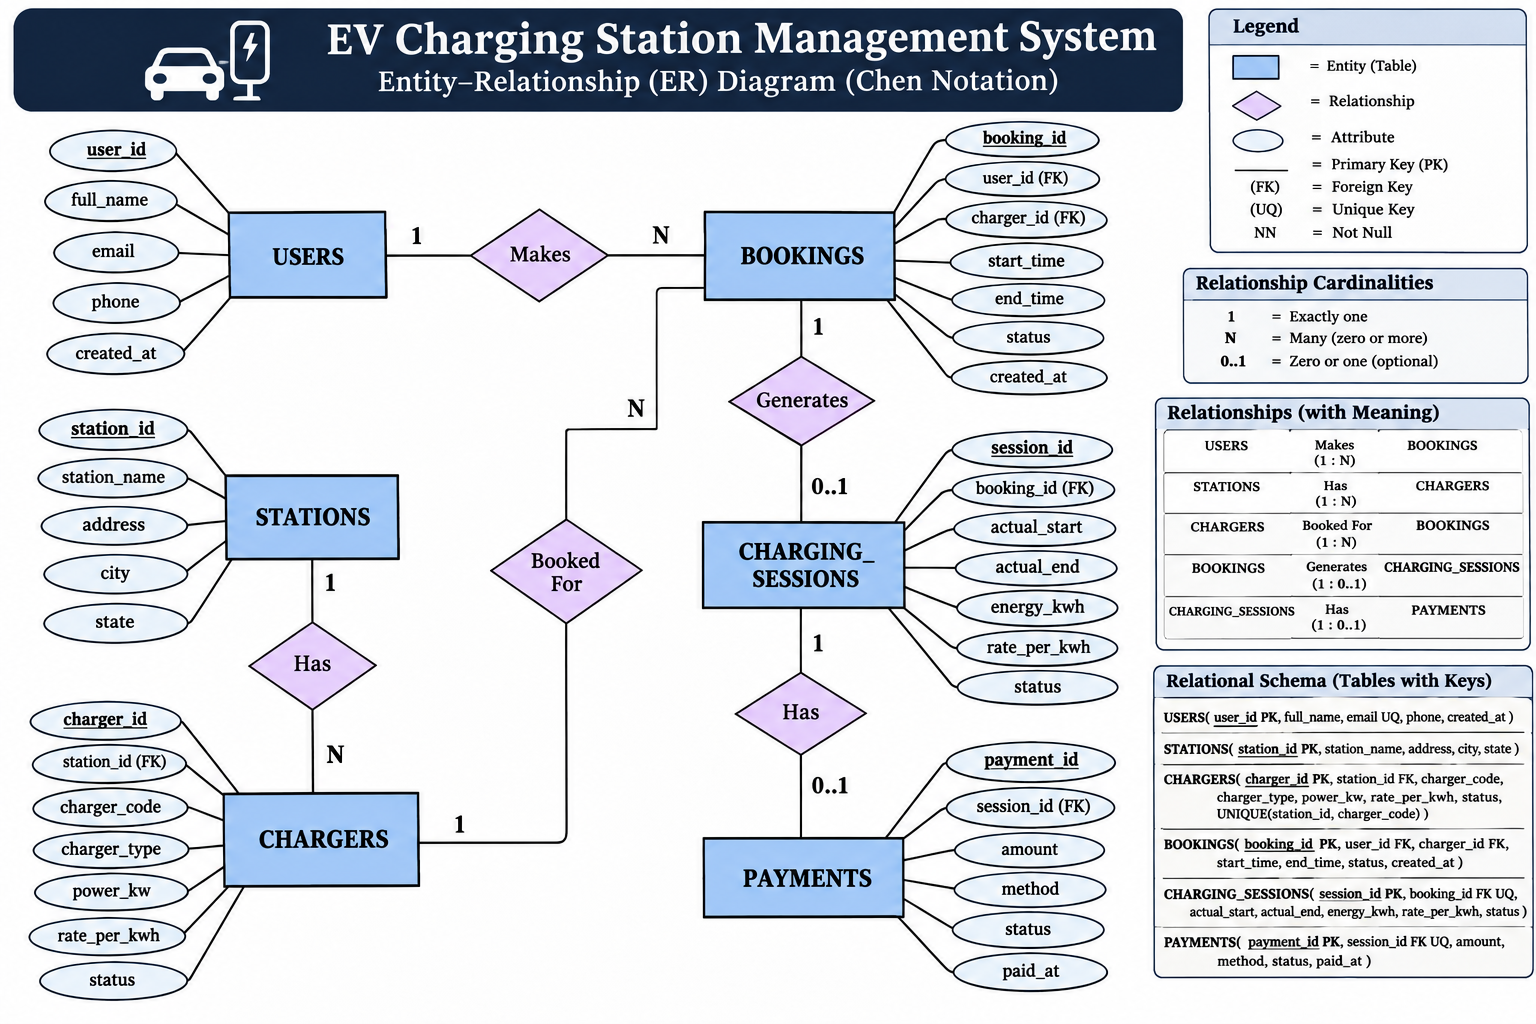 EV Charging Station Management System
Entity–Relationship (ER) Diagram (Chen Notation)
user_id
full_name
email
phone
created_at
USERS
1
Makes
N
BOOKINGS
booking_id
user_id (FK)
charger_id (FK)
start_time
end_time
status
created_at
1
Generates
0..1
N
Booked
For
1
station_id
station_name
address
city
state
STATIONS
1
Has
N
charger_id
station_id (FK)
charger_code
charger_type
power_kw
rate_per_kwh
status
CHARGERS
CHARGING_
SESSIONS
session_id
booking_id (FK)
actual_start
actual_end
energy_kwh
rate_per_kwh
status
1
Has
0..1
PAYMENTS
payment_id
session_id (FK)
amount
method
status
paid_at
Legend
= Entity (Table)
= Relationship
= Attribute
= Primary Key (PK)
(FK) = Foreign Key
(UQ) = Unique Key
NN = Not Null
Relationship Cardinalities
1 = Exactly one
N = Many (zero or more)
0..1 = Zero or one (optional)
Relationships (with Meaning)
USERS Makes BOOKINGS
(1 : N)
STATIONS Has CHARGERS
(1 : N)
CHARGERS Booked For BOOKINGS
(1 : N)
BOOKINGS Generates CHARGING_SESSIONS
(1 : 0..1)
CHARGING_SESSIONS Has PAYMENTS
(1 : 0..1)
Relational Schema (Tables with Keys)
USERS( user_id PK, full_name, email UQ, phone, created_at )
STATIONS( station_id PK, station_name, address, city, state )
CHARGERS( charger_id PK, station_id FK, charger_code,
charger_type, power_kw, rate_per_kwh, status,
UNIQUE(station_id, charger_code) )
BOOKINGS( booking_id PK, user_id FK, charger_id FK,
start_time, end_time, status, created_at )
CHARGING_SESSIONS( session_id PK, booking_id FK UQ,
actual_start, actual_end, energy_kwh, rate_per_kwh, status )
PAYMENTS( payment_id PK, session_id FK UQ, amount,
method, status, paid_at )